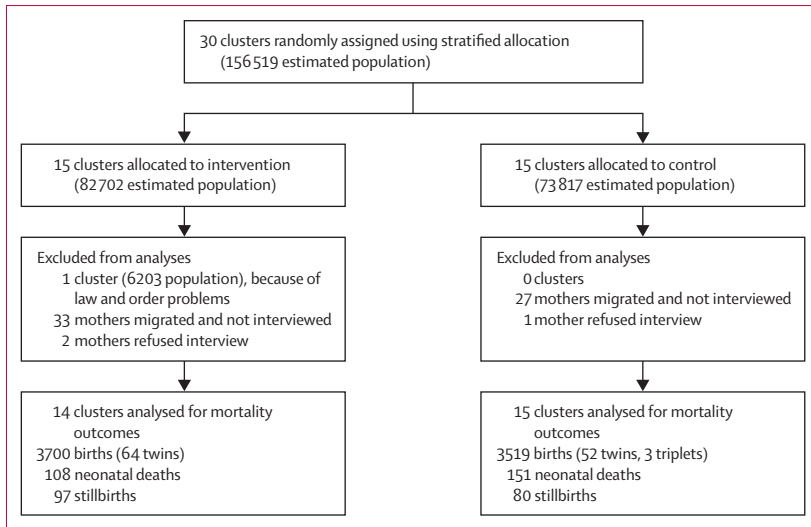 30 clusters randomly assigned using stratified allocation
(156 519 estimated population)
15 clusters allocated to intervention
(82 702 estimated population)
15 clusters allocated to control
(73 817 estimated population)
Excluded from analyses
1 cluster (6203 population), because of
law and order problems
33 mothers migrated and not interviewed
2 mothers refused interview
Excluded from analyses
0 clusters
27 mothers migrated and not interviewed
1 mother refused interview
14 clusters analysed for mortality
outcomes
3700 births (64 twins)
108 neonatal deaths
97 stillbirths
15 clusters analysed for mortality
outcomes
3519 births (52 twins, 3 triplets)
151 neonatal deaths
80 stillbirths